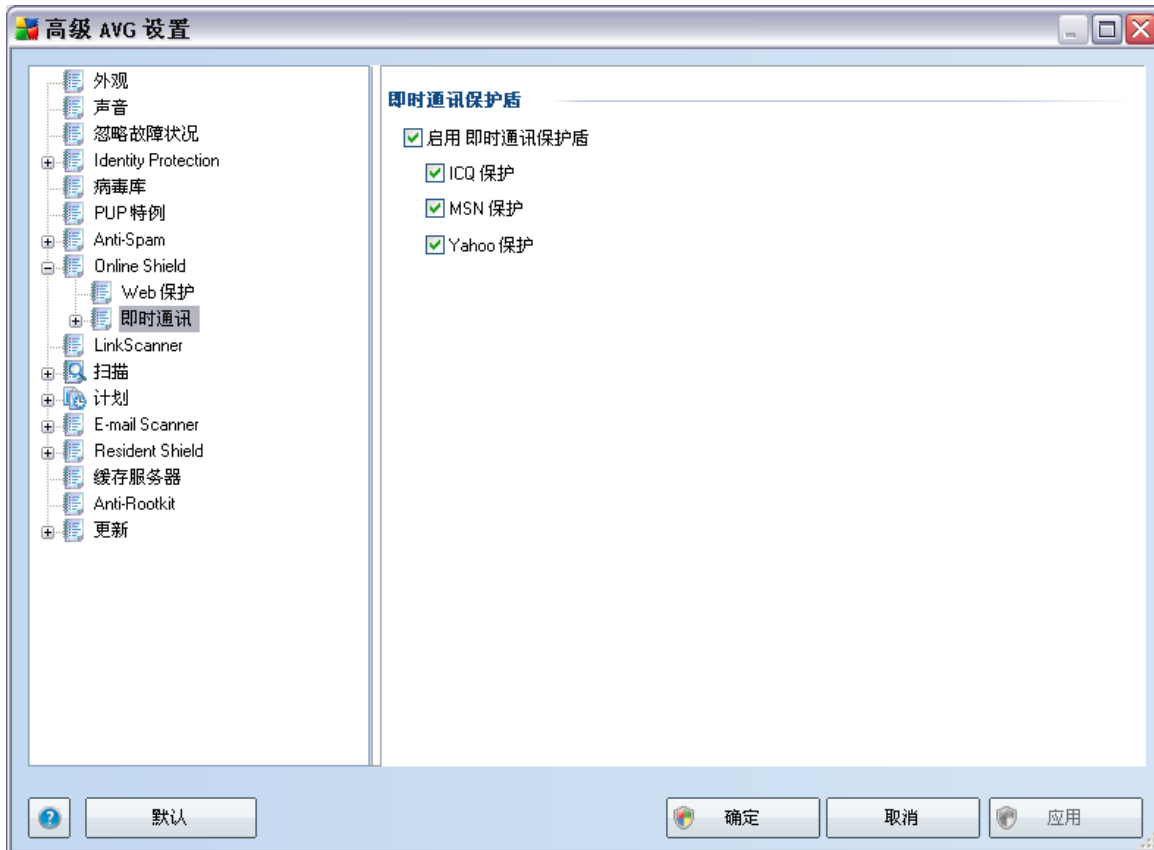 高级 AVG 设置
外观
声音
忽略故障状况
Identity Protection
病毒库
PUP 特例
Anti-Spam
Online Shield
Web 保护
即时通讯
LinkScanner
扫描
计划
E-mail Scanner
Resident Shield
缓存服务器
Anti-Rootkit
更新
即时通讯保护盾
启用 即时通讯保护盾
ICQ 保护
MSN 保护
Yahoo 保护
?
默认
确定
取消
应用